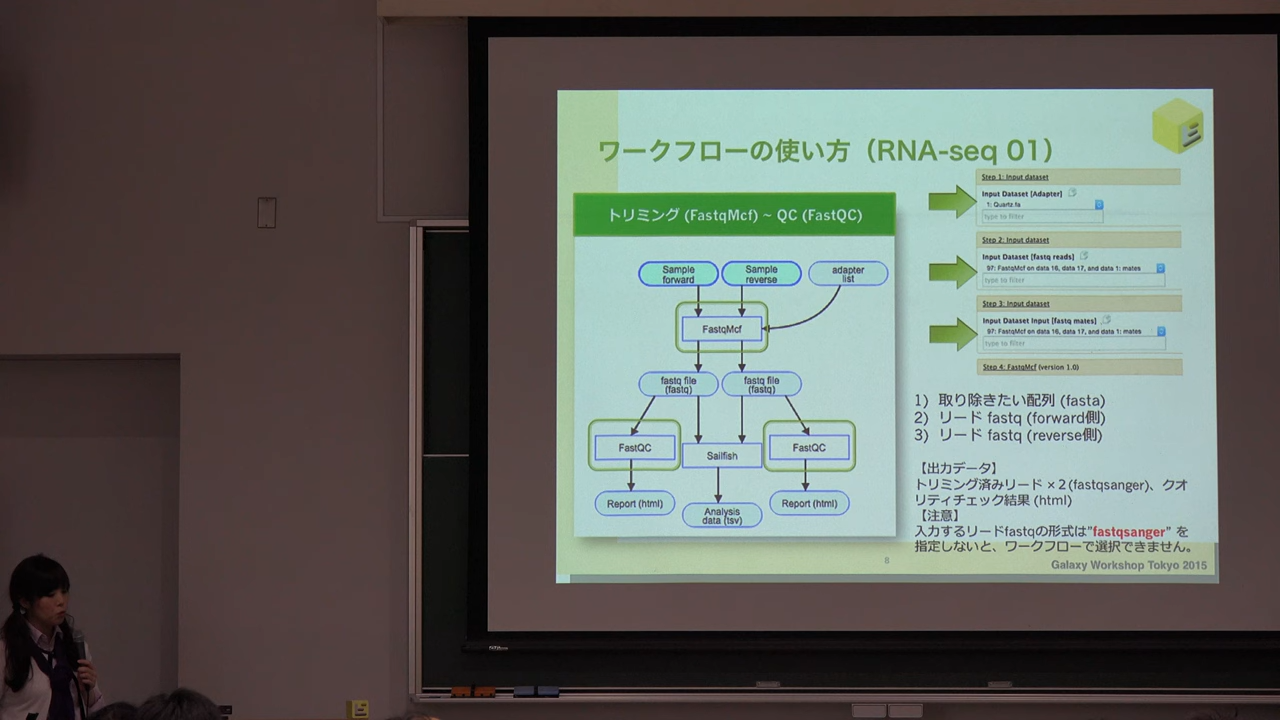 ワークフローの使い方（RNA-seq 01）
トリミング (FastqMcf) ~ QC (FastQC)
Sample
forward
Sample
reverse
adapter
list
FastqMcf
fastq file
(fastq)
fastq file
(fastq)
FastQC
Sailfish
FastQC
Report (html)
Analysis
data (tsv)
Report (html)
Step 1: Input dataset
Input Dataset [Adapter]
1: Quartz.fa
type to filter
Step 2: Input dataset
Input Dataset [fastq reads]
97: FastqMcf on data 16, data 17, and data 1: mates
type to filter
Step 3: Input dataset
Input Dataset Input [fastq mates]
97: FastqMcf on data 16, data 17, and data 1: mates
type to filter
Step 4: FastqMcf (version 1.0)
1) 取り除きたい配列 (fasta)
2) リード fastq (forward側)
3) リード fastq (reverse側)
【出力データ】
トリミング済みリード ×２(fastqsanger)、クオ
リティチェック結果 (html)
【注意】
入力するリードfastqの形式は"fastqsanger" を
指定しないと、ワークフローで選択できません。
8
Galaxy Workshop Tokyo 2015